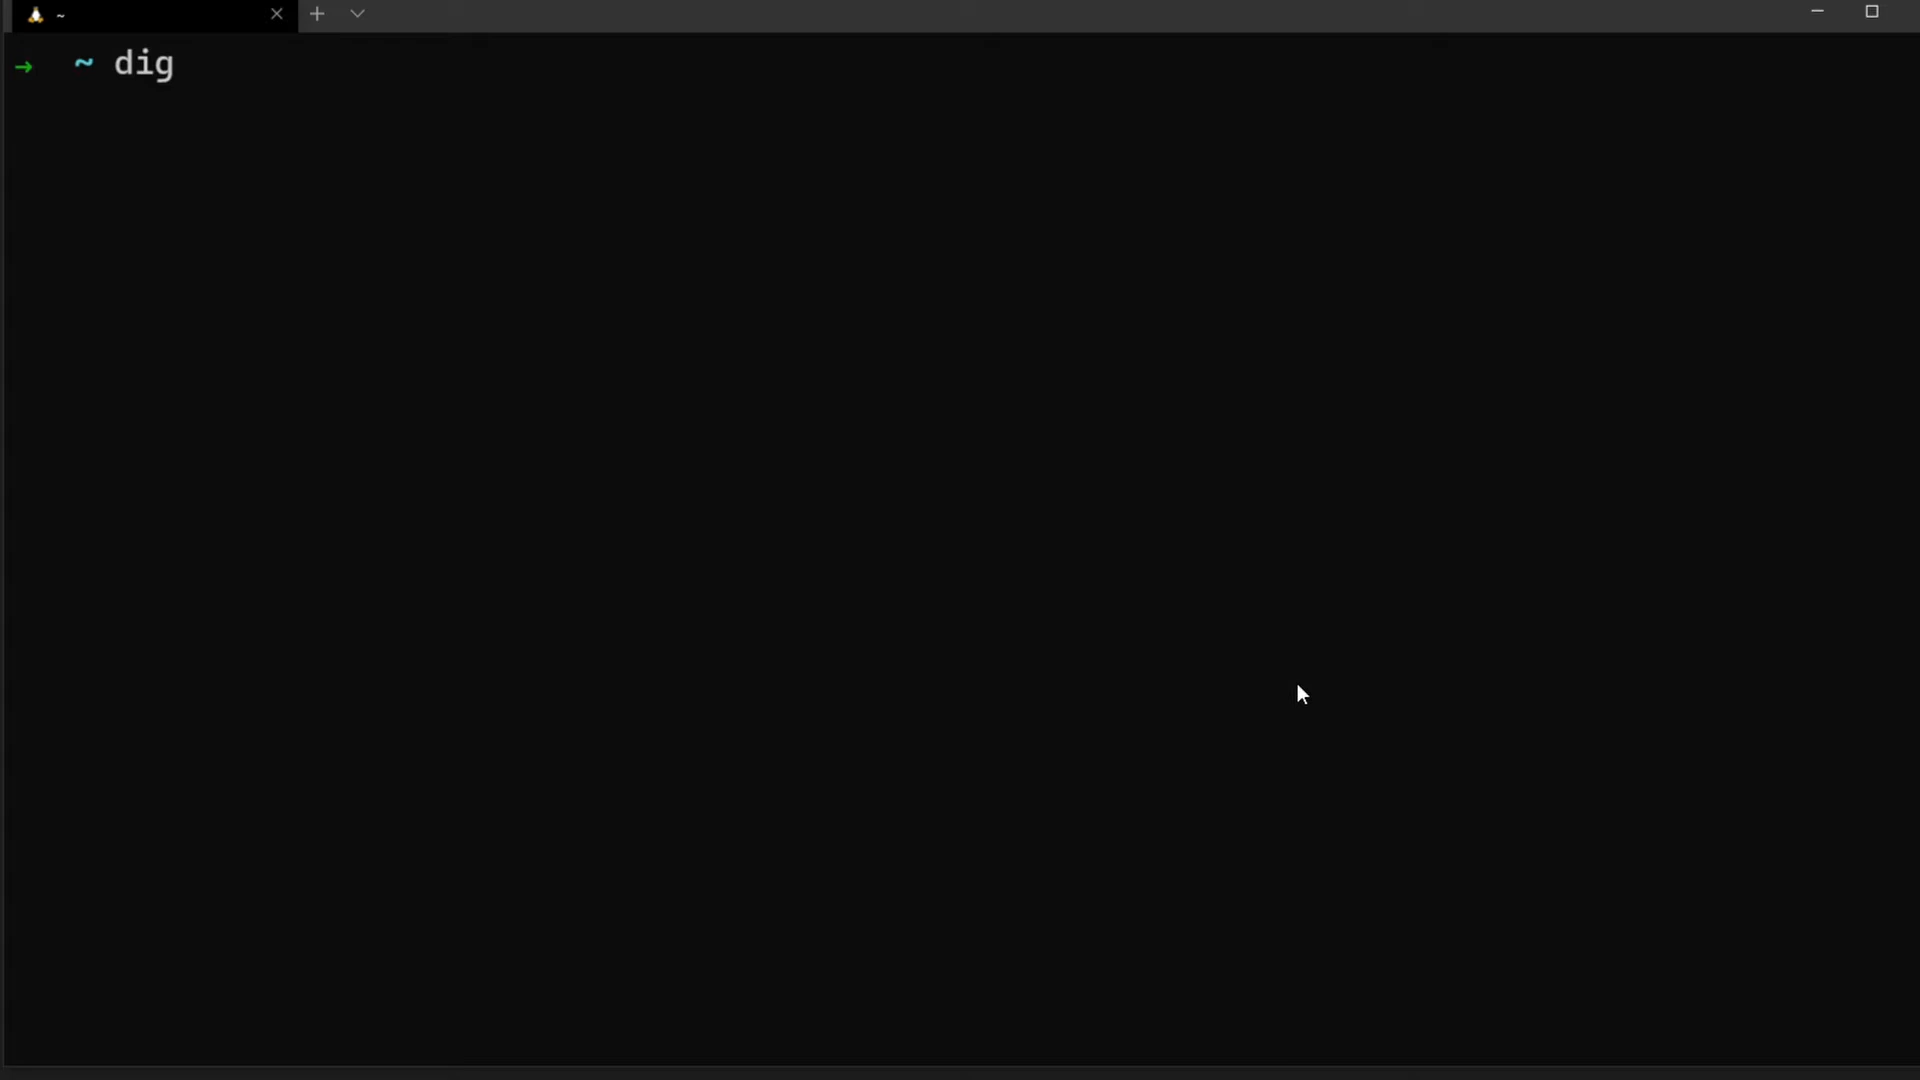 ~
→ ~ dig